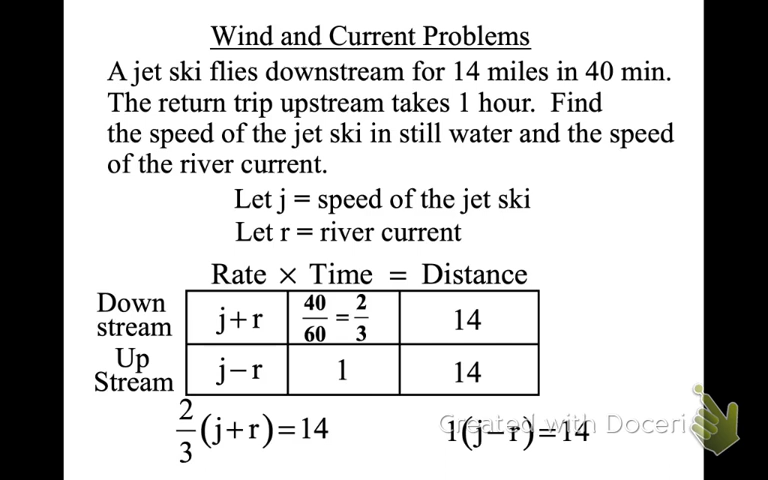 Wind and Current Problems
A jet ski flies downstream for 14 miles in 40 min.
The return trip upstream takes 1 hour. Find
the speed of the jet ski in still water and the speed
of the river current.
Let j = speed of the jet ski
Let r = river current
Rate × Time = Distance
Down stream j+r 40/60 = 2/3 14
Up Stream j−r 1 14
2/3 (j+r)=14 1(j−r)=14
Created with Doceri